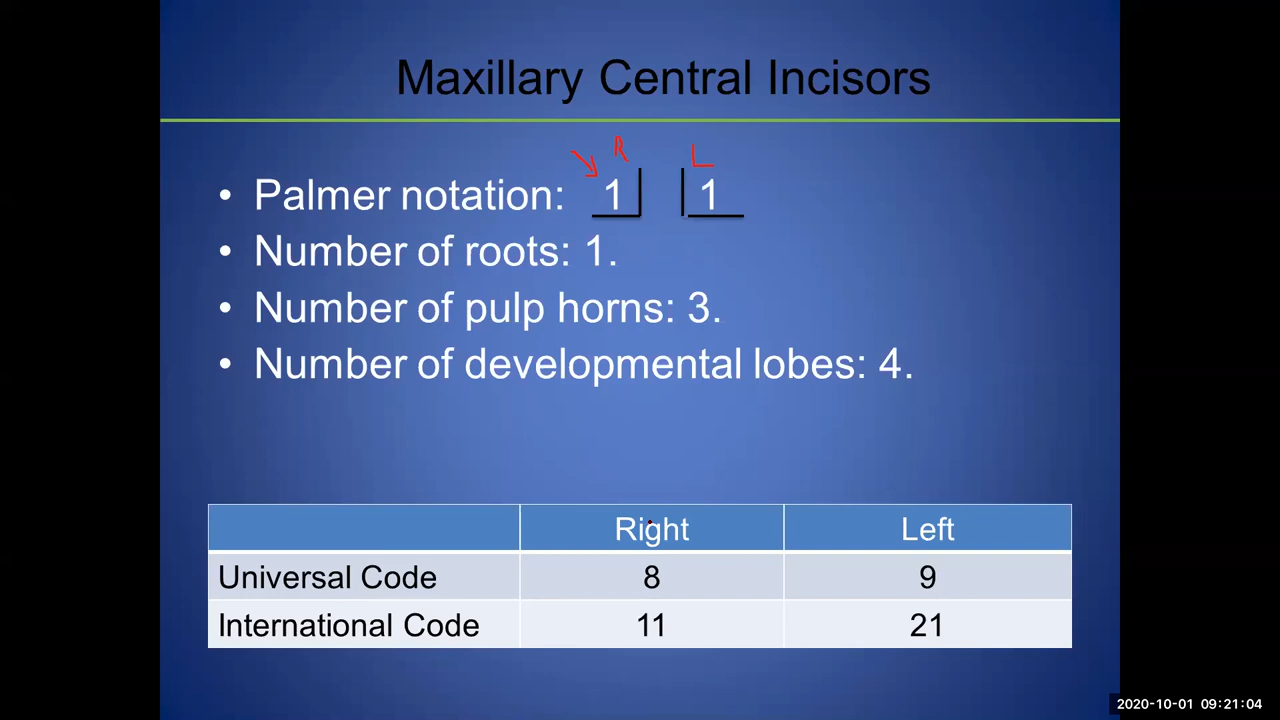 Maxillary Central Incisors
R L
• Palmer notation: 1 1
• Number of roots: 1.
• Number of pulp horns: 3.
• Number of developmental lobes: 4.
Right Left
Universal Code 8 9
International Code 11 21
2020-10-01 09:21:04